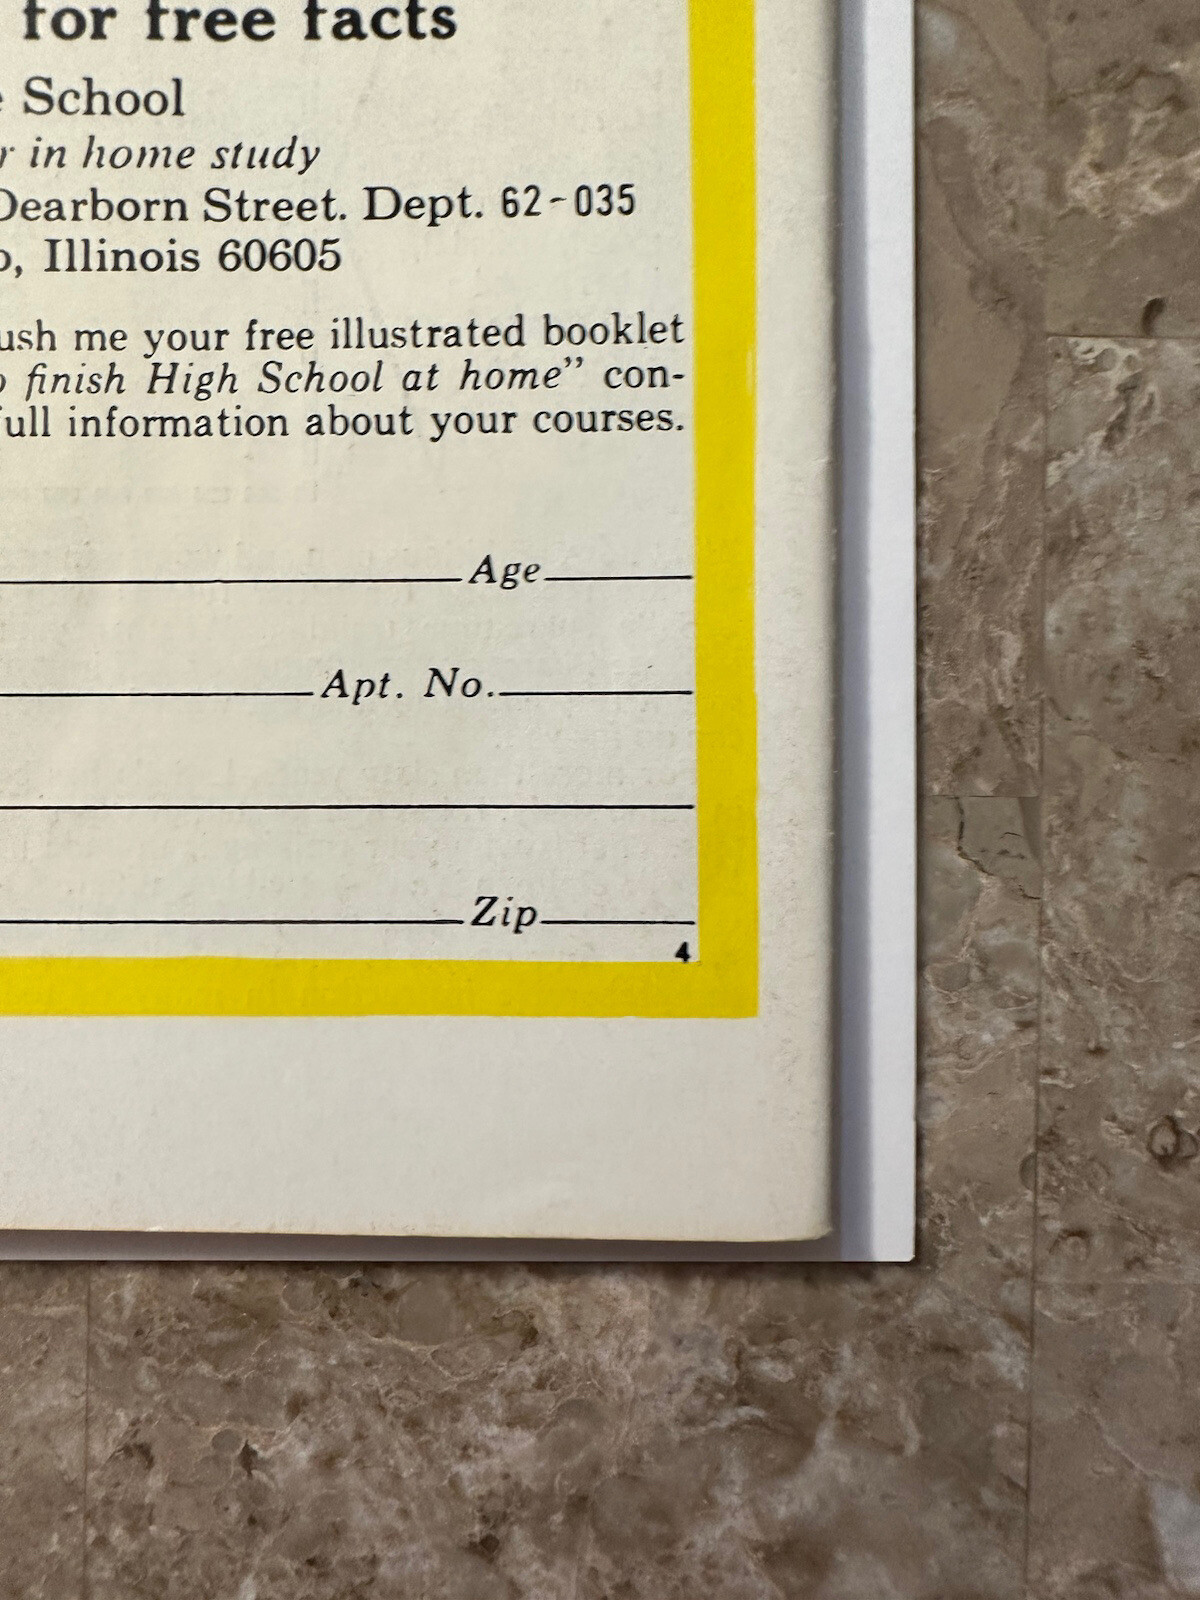 for free facts
e School
r in home study
Dearborn Street. Dept. 62-035
o, Illinois 60605
ush me your free illustrated booklet
o finish High School at home” con-
full information about your courses.
Age
Apt. No.
Zip
4